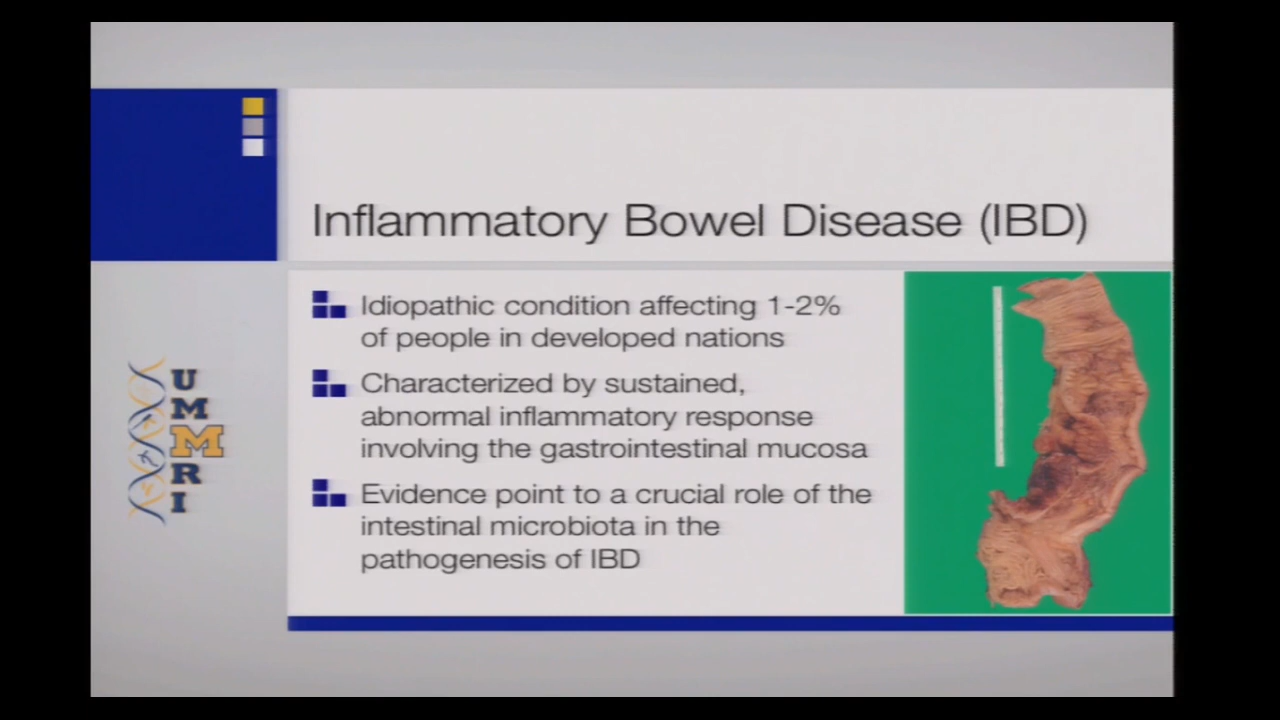 Inflammatory Bowel Disease (IBD)
Idiopathic condition affecting 1-2%
of people in developed nations
Characterized by sustained,
abnormal inflammatory response
involving the gastrointestinal mucosa
Evidence point to a crucial role of the
intestinal microbiota in the
pathogenesis of IBD
U
M
M
R
I